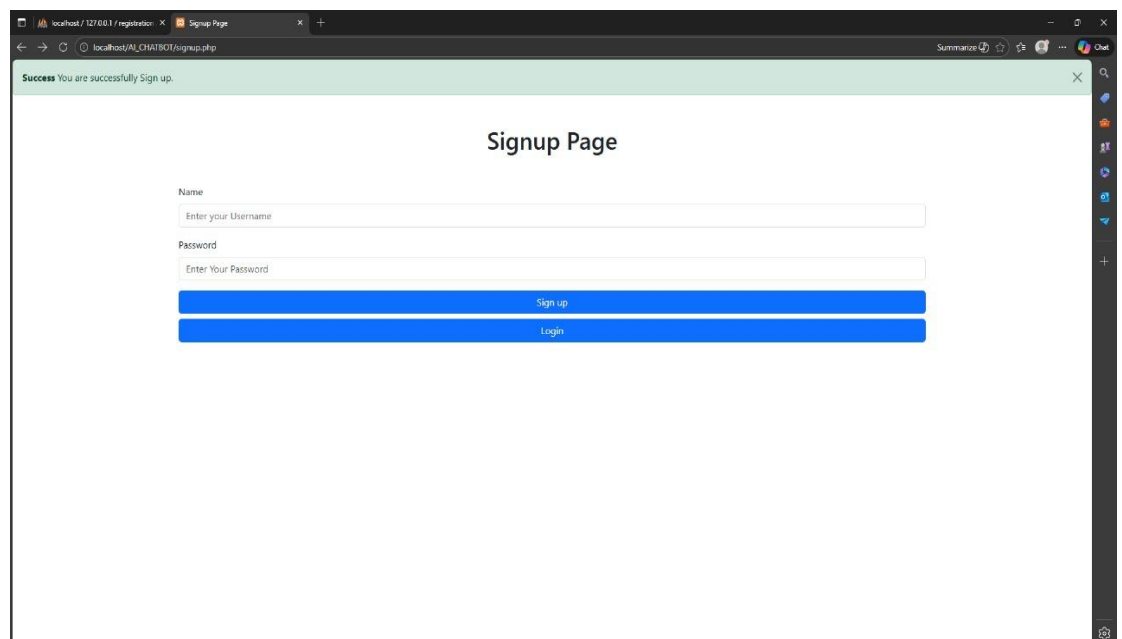 localhost / 127.0.0.1 / registration
Signup Page
localhost/AI_CHATBOT/signup.php
Summarize
Chat
Success You are successfully Sign up.
Signup Page
Name
Enter your Username
Password
Enter Your Password
Sign up
Login